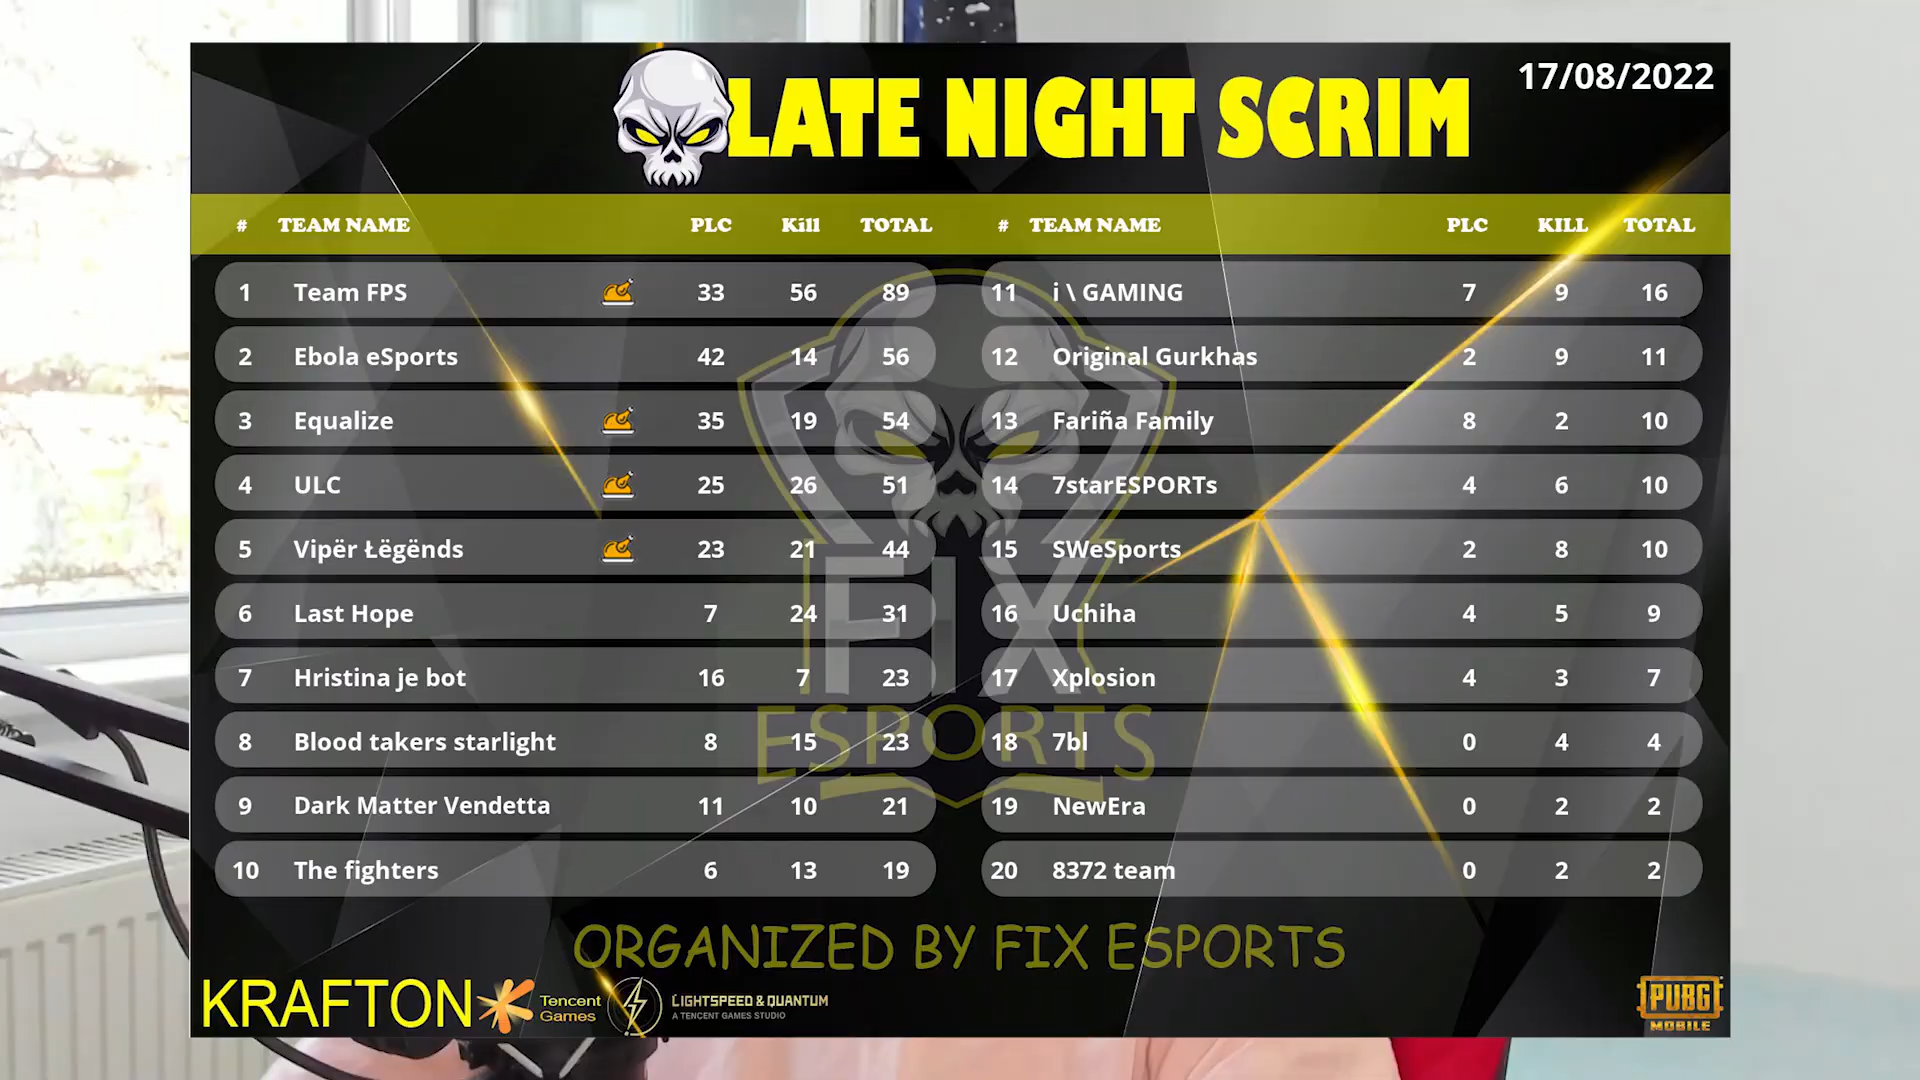 LATE NIGHT SCRIM
17/08/2022
# TEAM NAME PLC Kill TOTAL # TEAM NAME PLC KILL TOTAL
1 Team FPS 33 56 89
2 Ebola eSports 42 14 56
3 Equalize 35 19 54
4 ULC 25 26 51
5 Vipër Łëgënds 23 21 44
6 Last Hope 7 24 31
7 Hristina je bot 16 7 23
8 Blood takers starlight 8 15 23
9 Dark Matter Vendetta 11 10 21
10 The fighters 6 13 19
11 i \ GAMING 7 9 16
12 Original Gurkhas 2 9 11
13 Fariña Family 8 2 10
14 7starESPORTs 4 6 10
15 SWeSports 2 8 10
16 Uchiha 4 5 9
17 Xplosion 4 3 7
18 7bl 0 4 4
19 NewEra 0 2 2
20 8372 team 0 2 2
FIX
ESPORTS
ORGANIZED BY FIX ESPORTS
KRAFTON
Tencent
Games
LIGHTSPEED & QUANTUM
A TENCENT GAMES STUDIO
PUBG
MOBILE